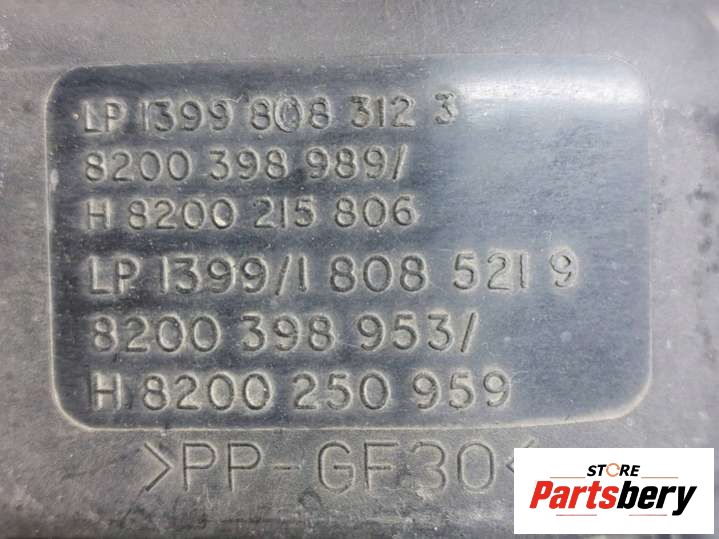 LP 1399 808 312 3
8200 398 989/
H 8200 215 806
LP 1399/1 808 521 9
8200 398 953/
H 8200 250 959
>PP-GF30<
STORE
Partsbery